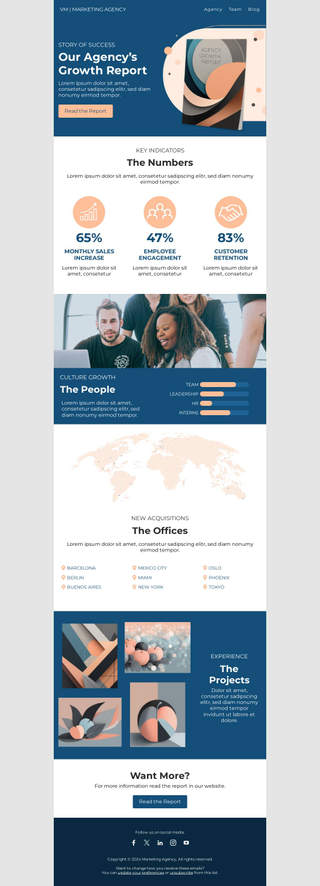 VM | MARKETING AGENCY
Agency Team Blog
STORY OF SUCCESS
Our Agency's
Growth Report
Lorem ipsum dolor sit amet,
consetetur sadipscing elitr, sed diam
nonumy eirmod tempor.
Read the Report
AGENCY
GROWTH
REPORT
KEY INDICATORS
The Numbers
Lorem ipsum dolor sit amet, consetetur sadipscing elitr, sed diam nonumy
eirmod tempor.
65%
MONTHLY SALES
INCREASE
Lorem ipsum dolor sit
amet, consectetur
47%
EMPLOYEE
ENGAGEMENT
Lorem ipsum dolor sit
amet, consectetur
83%
CUSTOMER
RETENTION
Lorem ipsum dolor sit
amet, consectetur
CULTURE GROWTH
The People
Lorem ipsum dolor sit amet,
consetetur sadipscing elitr, sed diam
nonumy eirmod tempor.
TEAM
LEADERSHIP
HR
INTERNS
NEW ACQUISITIONS
The Offices
Lorem ipsum dolor sit amet, consetetur sadipscing elitr, sed diam nonumy
eirmod tempor.
BARCELONA
BERLIN
BUENOS AIRES
MEXICO CITY
MIAMI
NEW YORK
OSLO
PHOENIX
TOKYO
EXPERIENCE
The
Projects
Dolor sit amet,
consetetur sadipscing
elitr, sed diam nonumy
eirmod tempor
invidunt ut labore et
dolore.
Want More?
For more information read the report in our website.
Read the Report
Follow us on social media
Copyright © 2024 Marketing Agency, All rights reserved.
Want to change how you receive these emails?
You can update your preferences or unsubscribe from this list.